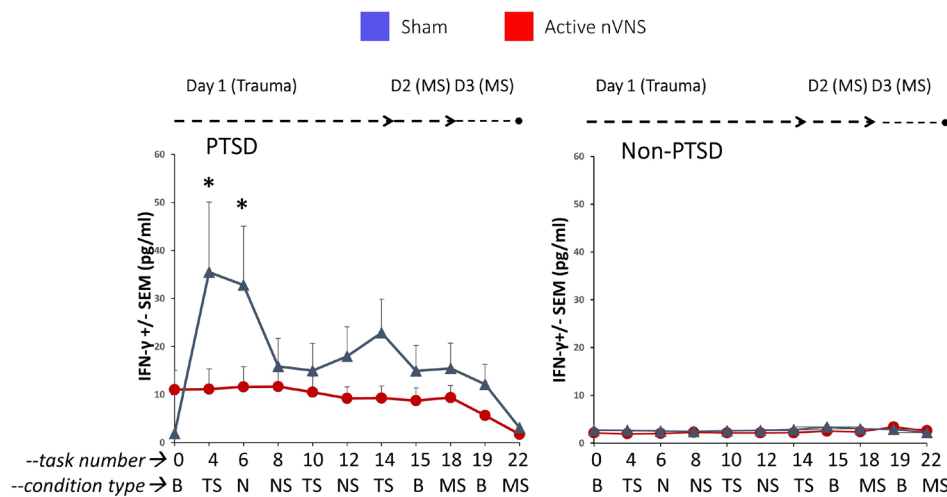 Sham Active nVNS
Day 1 (Trauma) D2 (MS) D3 (MS)
Day 1 (Trauma) D2 (MS) D3 (MS)
PTSD
Non-PTSD
* *
IFN-γ +/- SEM (pg/ml)
60
50
40
30
20
10
0
IFN-γ +/- SEM (pg/ml)
60
50
40
30
20
10
0
--task number → 0 4 6 8 10 12 14 15 18 19 22
--condition type → B TS N NS TS NS TS B MS B MS
0 4 6 8 10 12 14 15 18 19 22
B TS N NS TS NS TS B MS B MS